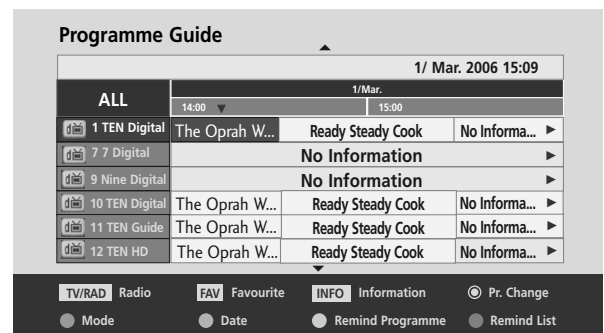 Programme Guide
1/ Mar. 2006 15:09
ALL
1/Mar.
14:00 15:00
1 TEN Digital The Oprah W... Ready Steady Cook No Informa...
7 7 Digital No Information
9 Nine Digital No Information
10 TEN Digital The Oprah W... Ready Steady Cook No Informa...
11 TEN Guide The Oprah W... Ready Steady Cook No Informa...
12 TEN HD The Oprah W... Ready Steady Cook No Informa...
TV/RAD Radio FAV Favourite INFO Information Pr. Change
Mode Date Remind Programme Remind List